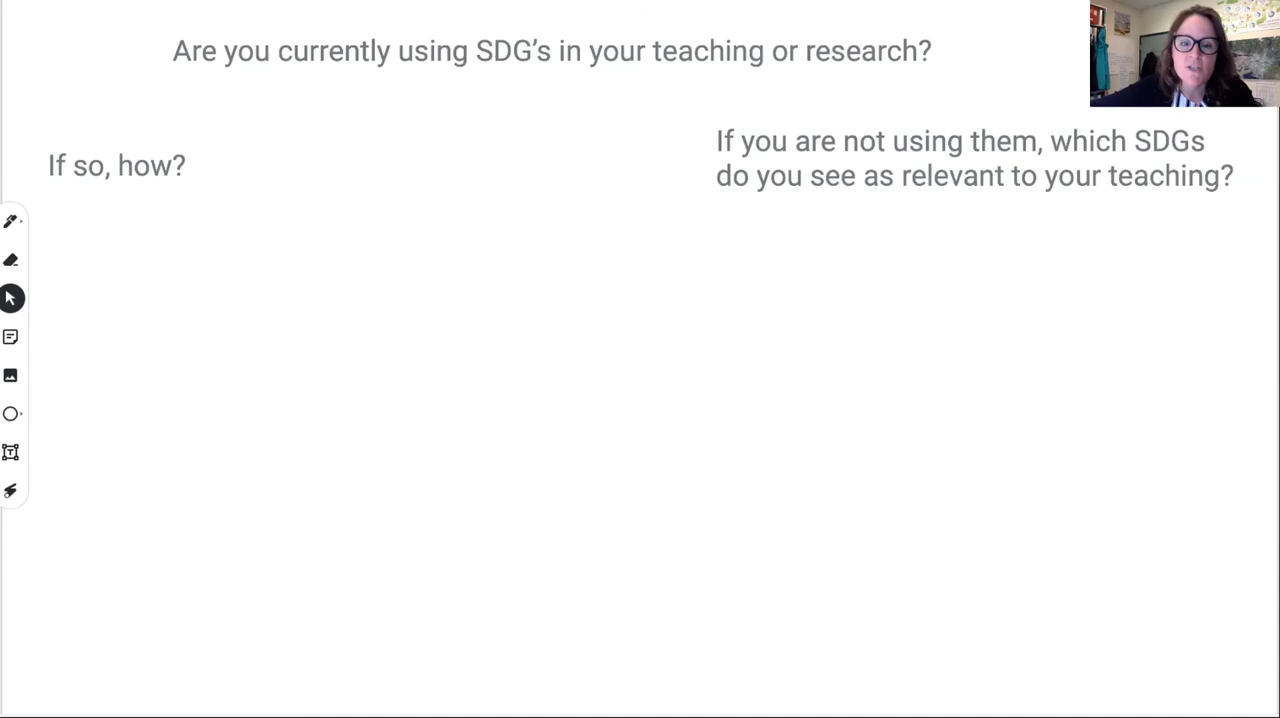 Are you currently using SDG’s in your teaching or research?
If so, how?
If you are not using them, which SDGs
do you see as relevant to your teaching?